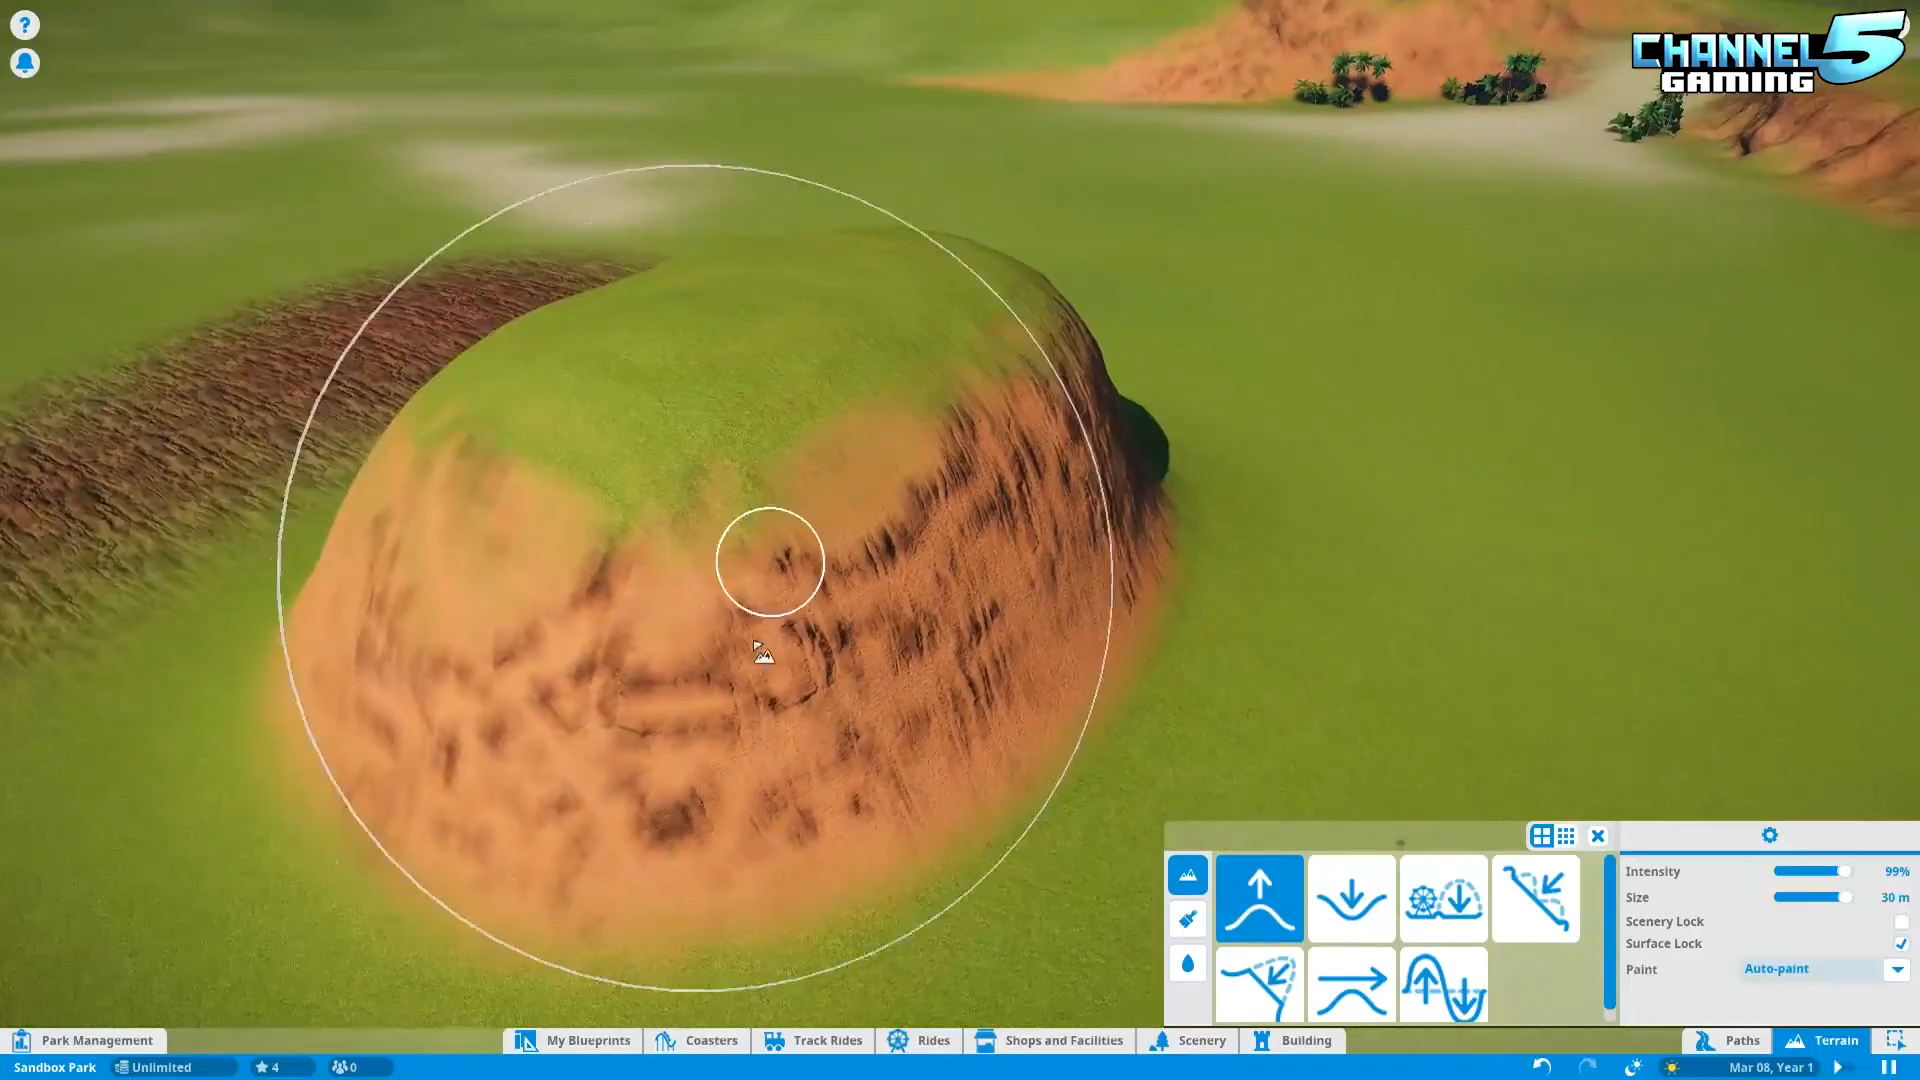 ?
CHANNEL 5
GAMING
Intensity 99%
Size 30 m
Scenery Lock
Surface Lock
Paint Auto-paint
Park Management My Blueprints Coasters Track Rides Rides Shops and Facilities Scenery Building Paths Terrain
Sandbox Park Unlimited 4 0 Mar 08, Year 1